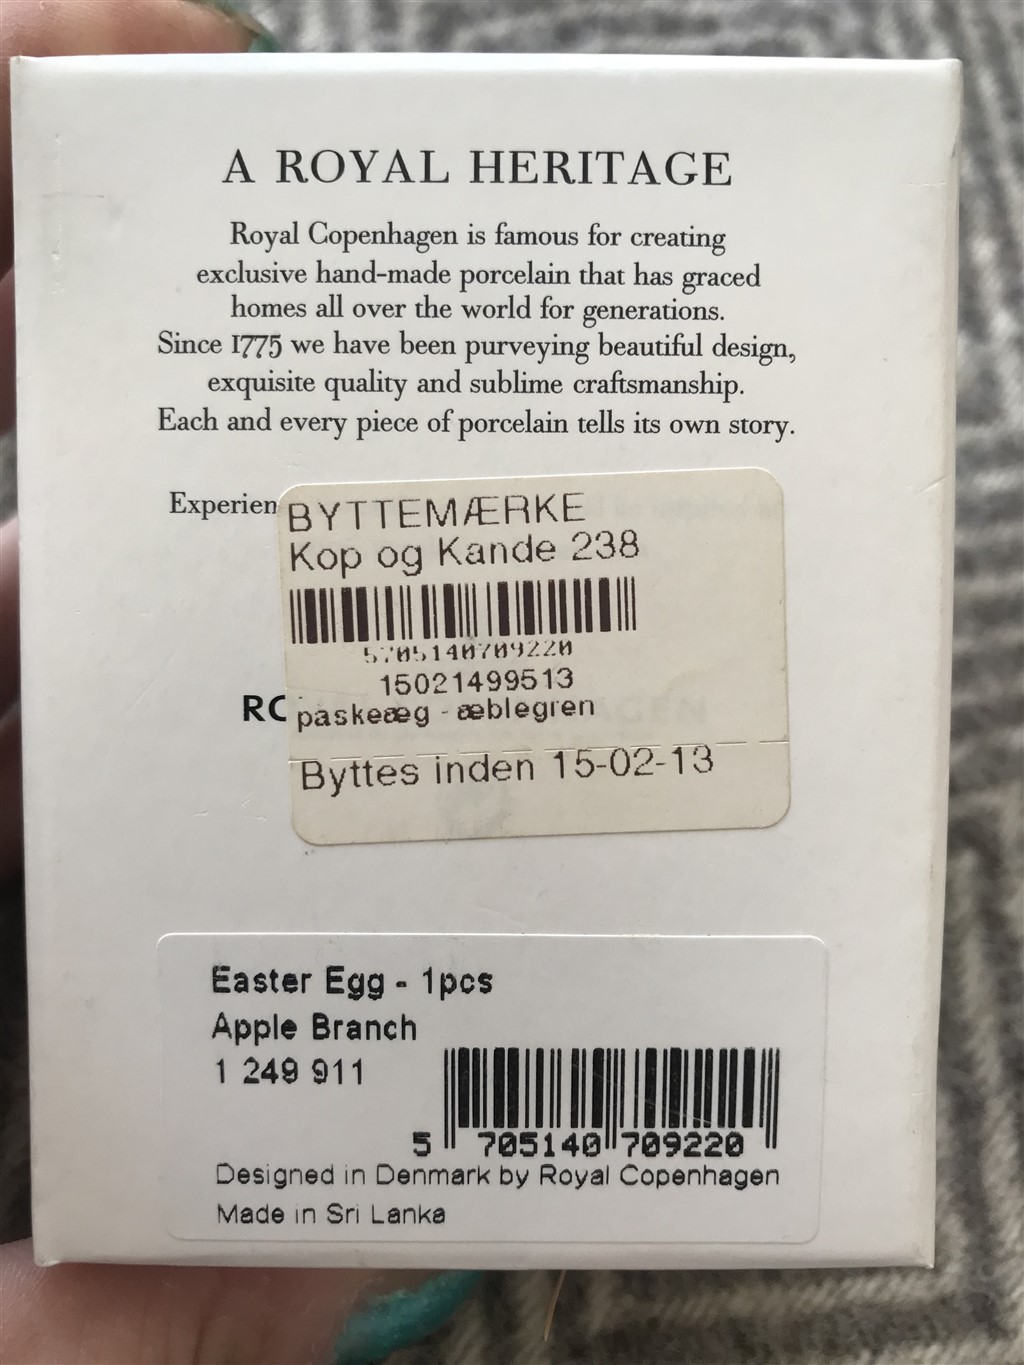 A ROYAL HERITAGE
Royal Copenhagen is famous for creating
exclusive hand-made porcelain that has graced
homes all over the world for generations.
Since 1775 we have been purveying beautiful design,
exquisite quality and sublime craftsmanship.
Each and every piece of porcelain tells its own story.
Experien
BYTTEMÆRKE
Kop og Kande 238
5705140709220
15021499513
RO
paskeæg - æblegren
Byttes inden 15-02-13
Easter Egg - 1pcs
Apple Branch
1 249 911
5 705140 709220
Designed in Denmark by Royal Copenhagen
Made in Sri Lanka